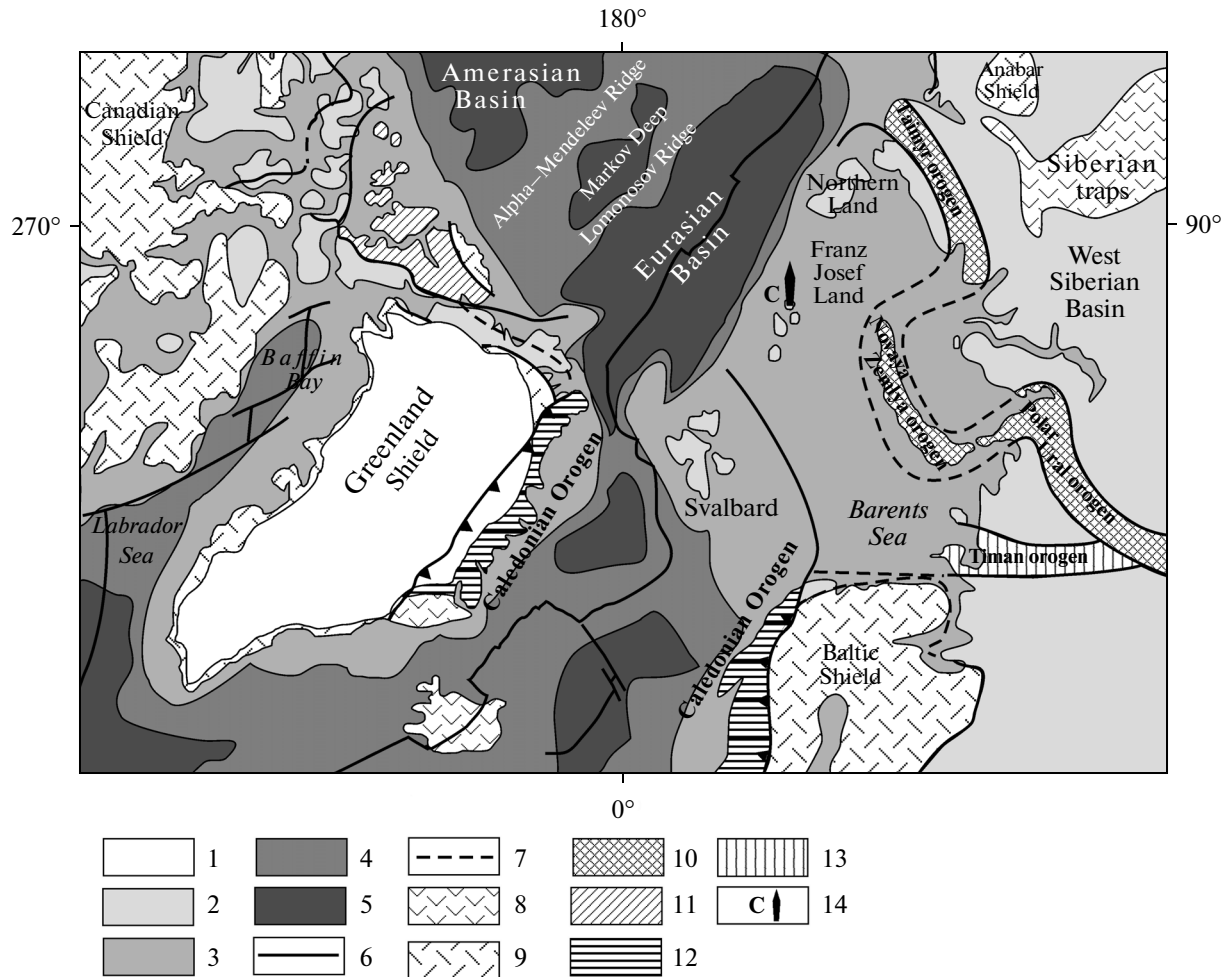 180°
Amerasian
Basin
Alpha–Mendeleev Ridge
Markov Deep
Lomonosov Ridge
Eurasian
Basin
Canadian
Shield
Anabar
Shield
Taimyr orogen
Siberian
traps
Northern
Land
270°
90°
Franz
Josef
Land
C
West
Siberian
Basin
Baffin
Bay
Novaya
Zemlya orogen
Polar
Ural orogen
Greenland
Shield
Caledonian Orogen
Svalbard
Barents
Sea
Labrador
Sea
Timan orogen
Caledonian Orogen
Baltic
Shield
0°
1
4
7
10
13
2
5
8
11
C
14
3
6
9
12